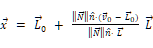 x⃗ = L⃗₀ + (‖N⃗‖n̂·(v⃗₀ − L⃗₀)) / (‖N⃗‖n̂· L⃗) L⃗